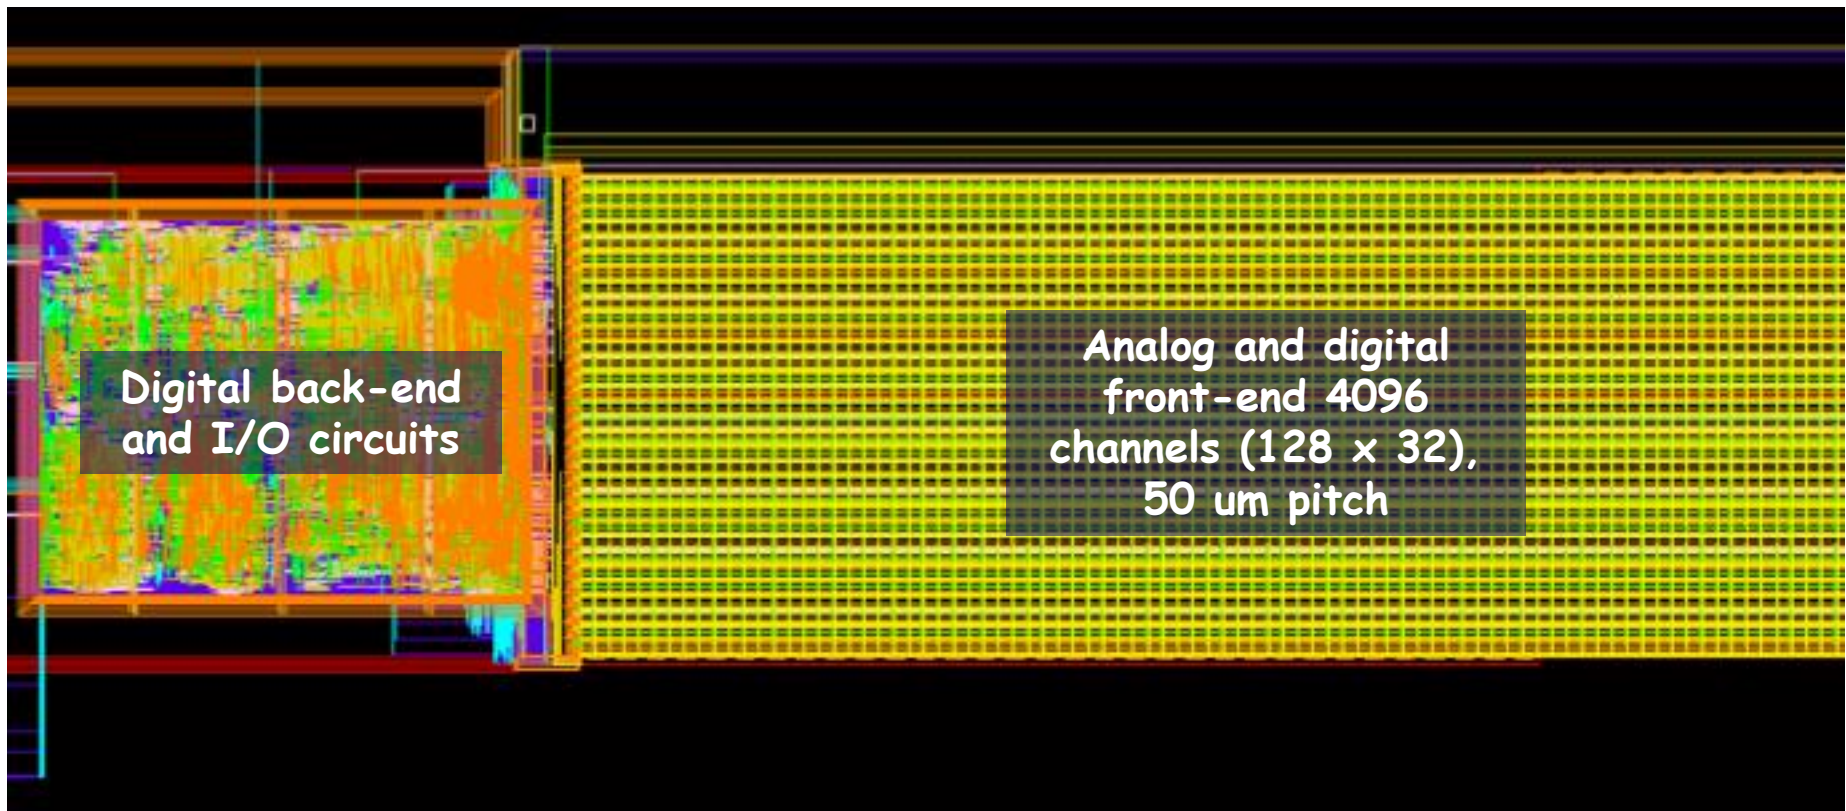 Digital back-end
and I/O circuits
Analog and digital
front-end 4096
channels (128 x 32),
50 um pitch